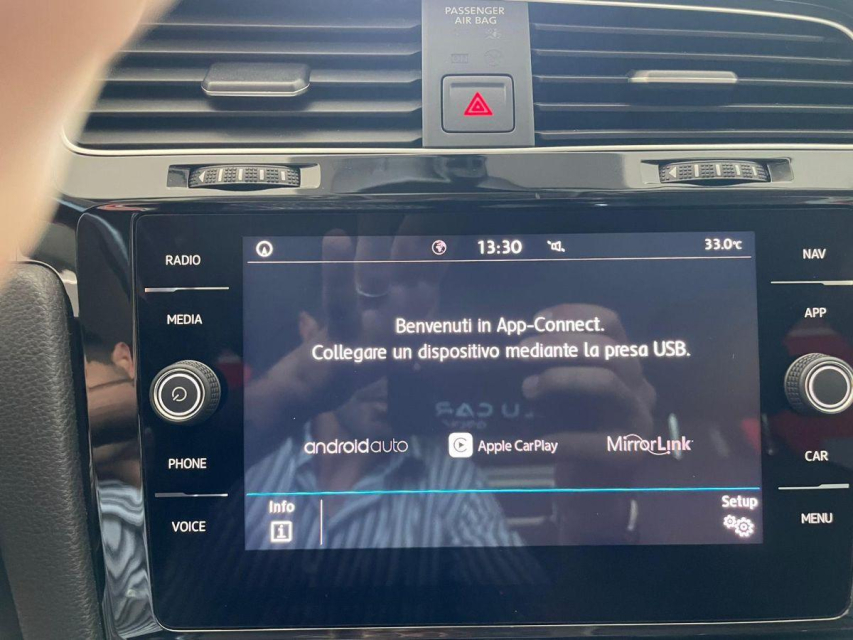 PASSENGER
AIR BAG
RADIO
MEDIA
PHONE
VOICE
13:30
33.0°C
Benvenuti in App-Connect.
Collegare un dispositivo mediante la presa USB.
androidauto
Apple CarPlay
MirrorLink
Info
Setup
NAV
APP
CAR
MENU